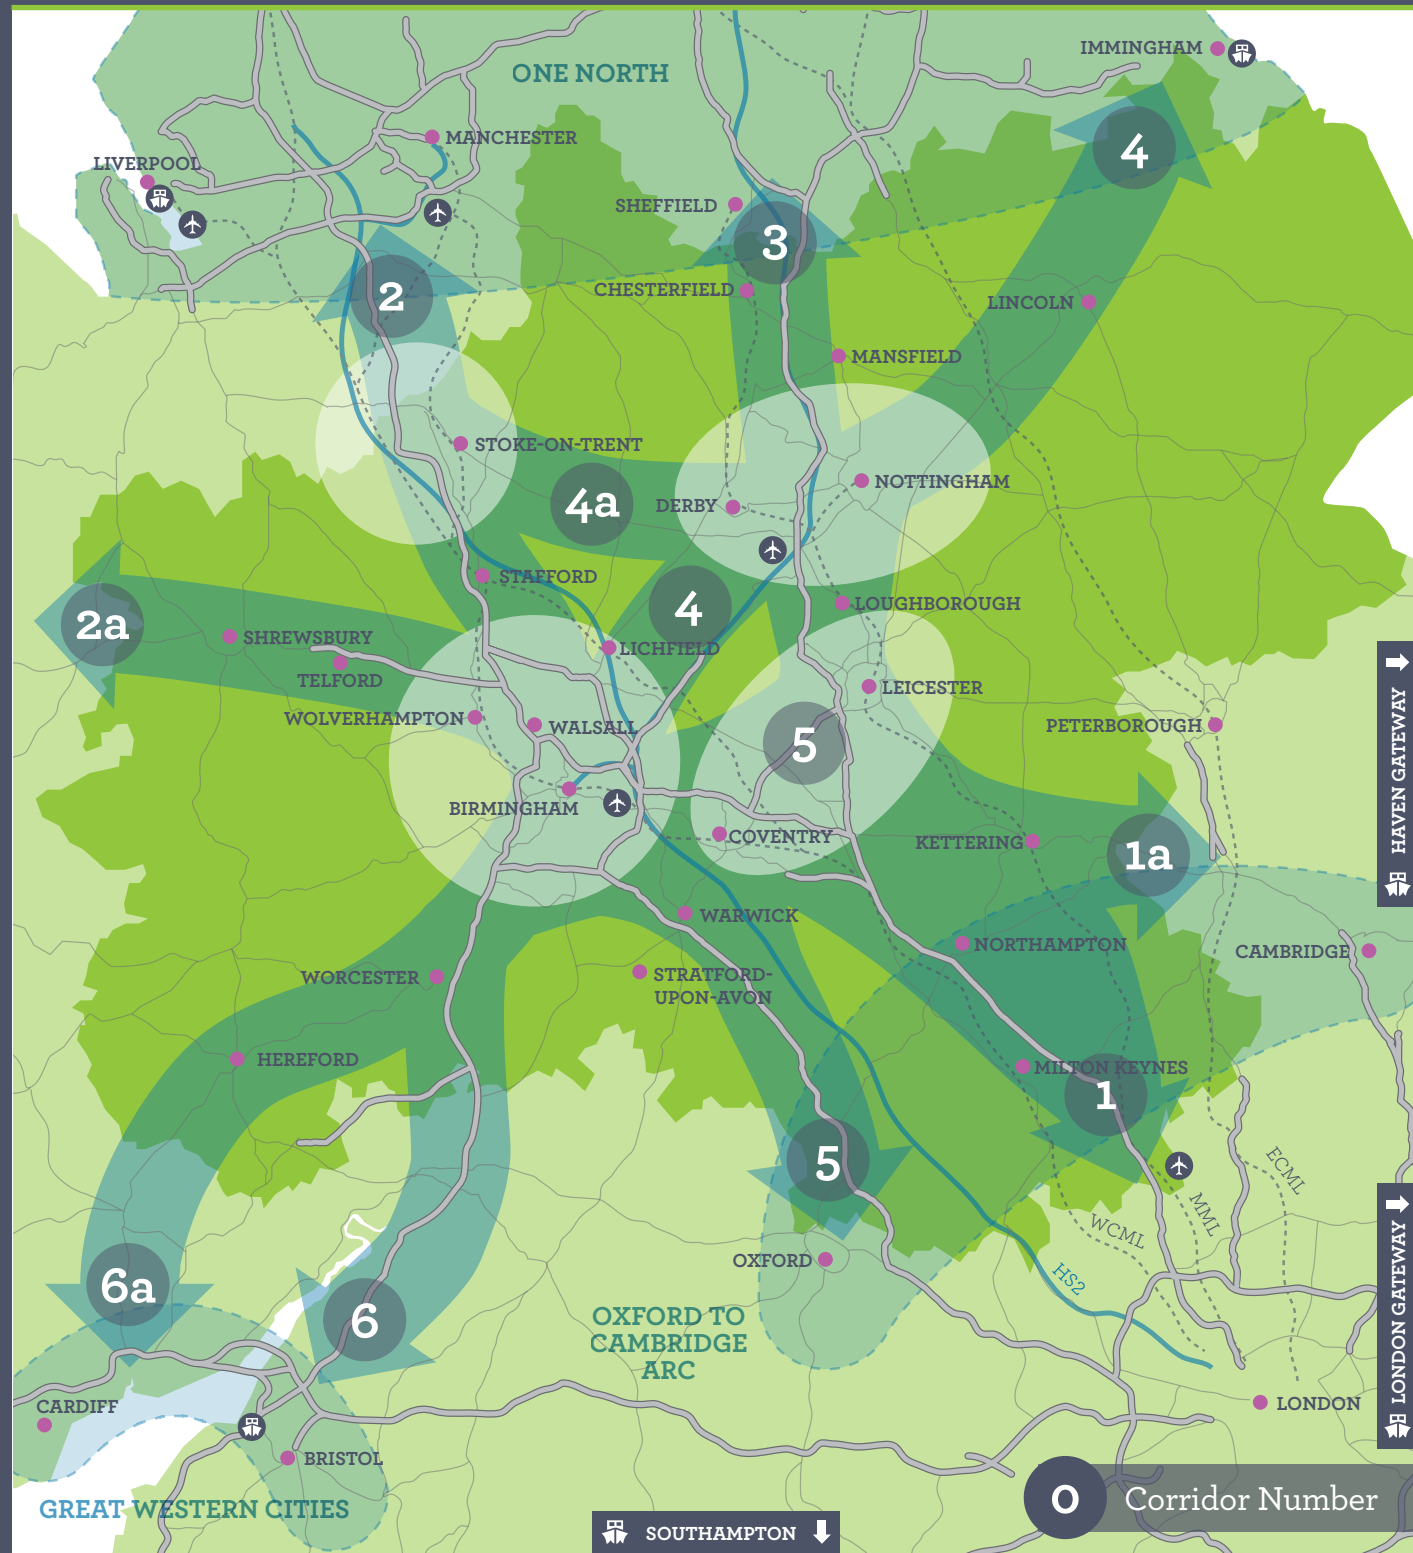 IMMINGHAM
ONE NORTH
MANCHESTER
4
LIVERPOOL
SHEFFIELD
3
CHESTERFIELD
2
LINCOLN
MANSFIELD
STOKE-ON-TRENT
NOTTINGHAM
4a
DERBY
STAFFORD
LOUGHBOROUGH
4
2a
SHREWSBURY
LICHFIELD
TELFORD
LEICESTER
HAVEN GATEWAY
WOLVERHAMPTON
WALSALL
PETERBOROUGH
5
BIRMINGHAM
COVENTRY
KETTERING
1a
WARWICK
NORTHAMPTON
CAMBRIDGE
WORCESTER
STRATFORD-
UPON-AVON
HEREFORD
MILTON KEYNES
1
5
ECML
MML
WCML
LONDON GATEWAY
OXFORD
HS2
6a
6
OXFORD TO
CAMBRIDGE
ARC
CARDIFF
LONDON
BRISTOL
GREAT WESTERN CITIES
0 Corridor Number
SOUTHAMPTON